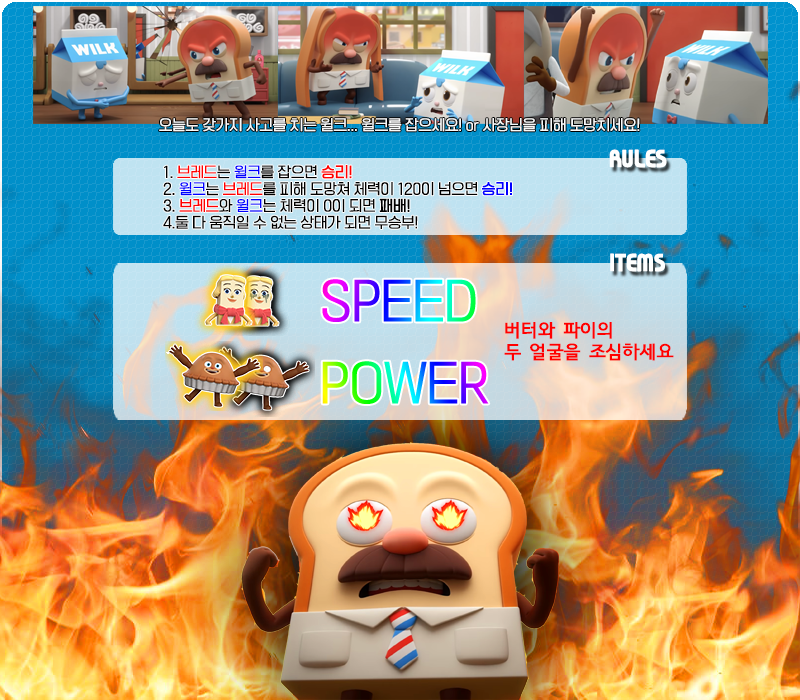 WILK
WILK
WILK
오늘도 갖가지 사고를 치는 윌크... 윌크를 잡으세요! or 사장님을 피해 도망치세요!
RULES
1. 브레드는 윌크를 잡으면 승리!
2. 윌크는 브레드를 피해 도망쳐 체력이 120이 넘으면 승리!
3. 브레드와 윌크는 체력이 0이 되면 패배!
4.둘 다 움직일 수 없는 상태가 되면 무승부!
ITEMS
SPEED
버터와 파이의
두 얼굴을 조심하세요
POWER